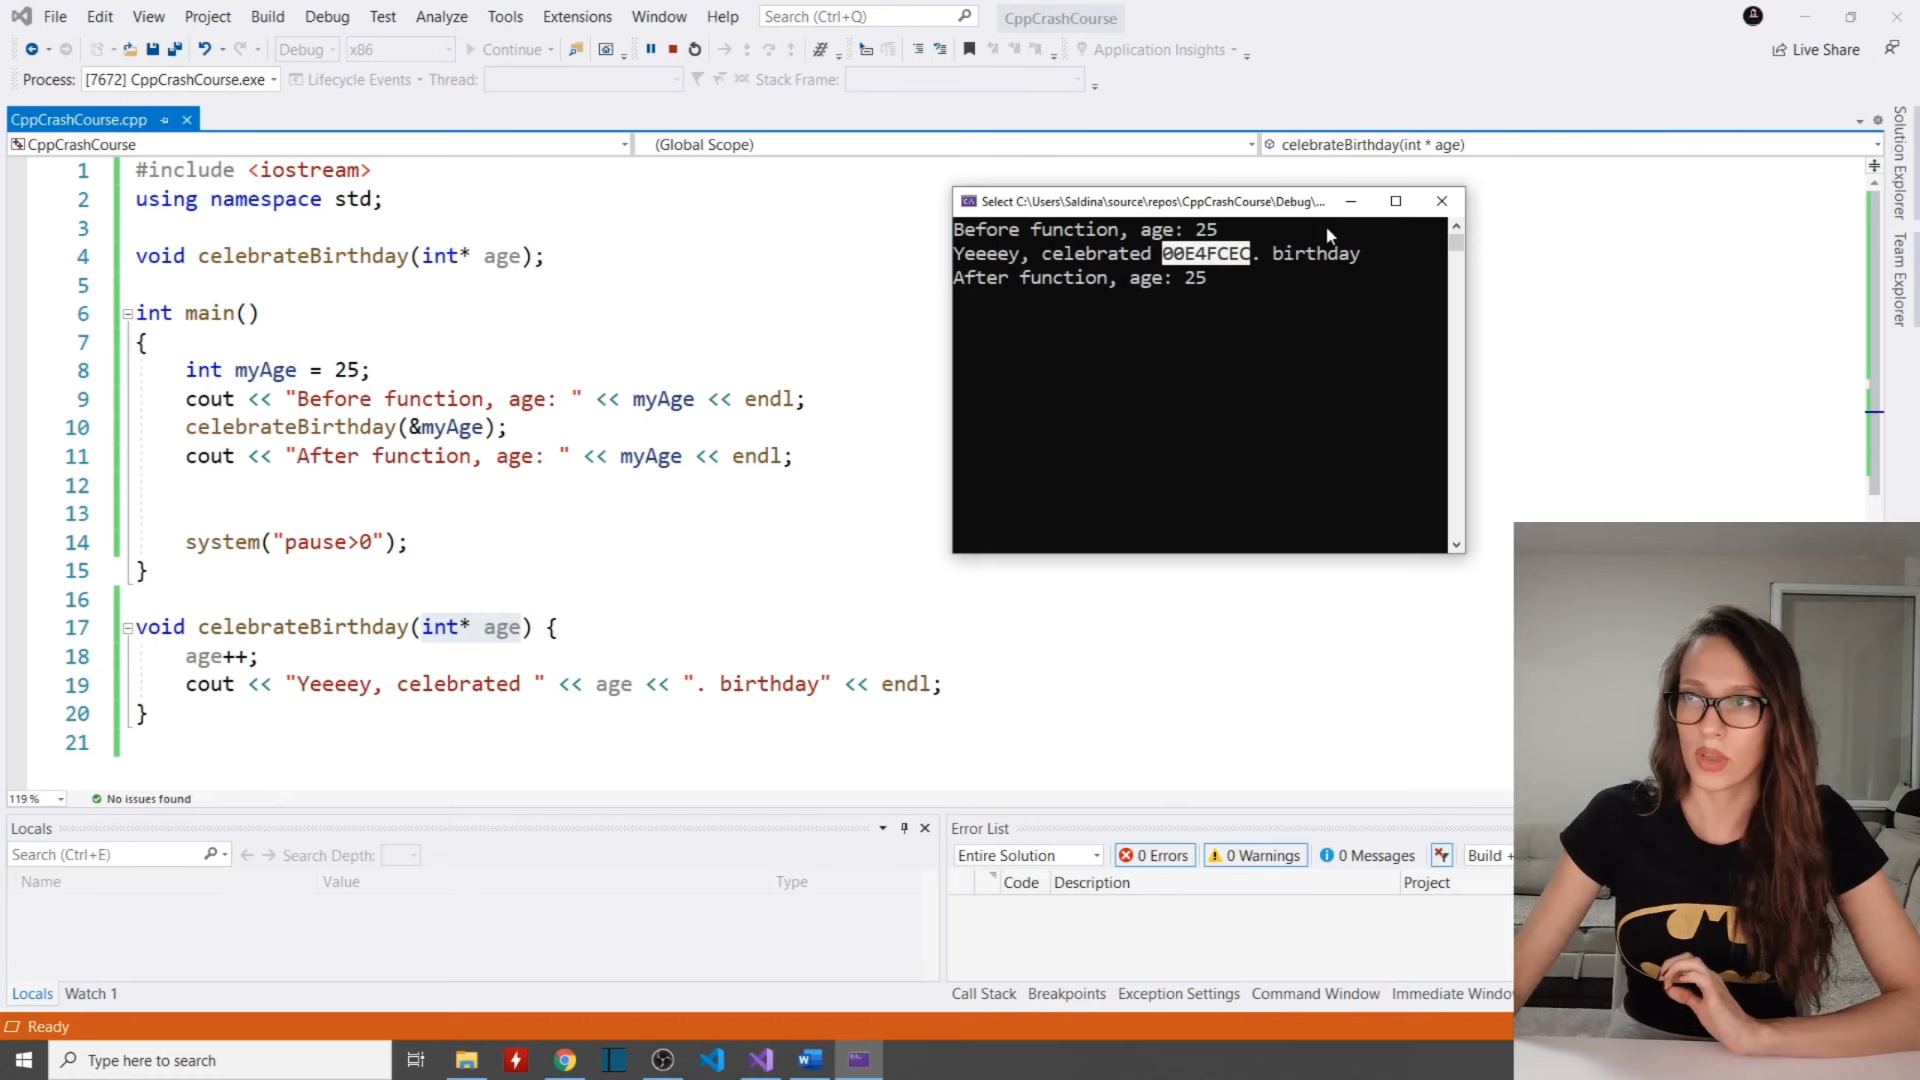 File Edit View Project Build Debug Test Analyze Tools Extensions Window Help Search (Ctrl+Q) CppCrashCourse
Debug x86 Continue Application Insights Live Share
Process: [7672] CppCrashCourse.exe Lifecycle Events Thread: Stack Frame:
CppCrashCourse.cpp
CppCrashCourse (Global Scope) celebrateBirthday(int * age)
1 #include <iostream>
2 using namespace std;
3
4 void celebrateBirthday(int* age);
5
6 int main()
7 {
8 int myAge = 25;
9 cout << "Before function, age: " << myAge << endl;
10 celebrateBirthday(&myAge);
11 cout << "After function, age: " << myAge << endl;
12
13
14 system("pause>0");
15 }
16
17 void celebrateBirthday(int* age) {
18 age++;
19 cout << "Yeeeey, celebrated " << age << ". birthday" << endl;
20 }
21
Select C:\Users\Saldina\source\repos\CppCrashCourse\Debug\...
Before function, age: 25
Yeeeey, celebrated 00E4FCEC. birthday
After function, age: 25
Solution Explorer
Team Explorer
119 % No issues found
Locals
Search (Ctrl+E) Search Depth:
Name Value Type
Locals Watch 1
Error List
Entire Solution 0 Errors 0 Warnings 0 Messages Build +
Code Description Project
Call Stack Breakpoints Exception Settings Command Window Immediate Windo
Ready
Type here to search